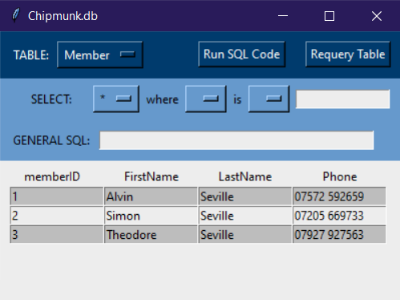 Chipmunk.db
TABLE: Member Run SQL Code Requery Table
SELECT: * where is
GENERAL SQL:
memberID FirstName LastName Phone
1 Alvin Seville 07572 592659
2 Simon Seville 07205 669733
3 Theodore Seville 07927 927563